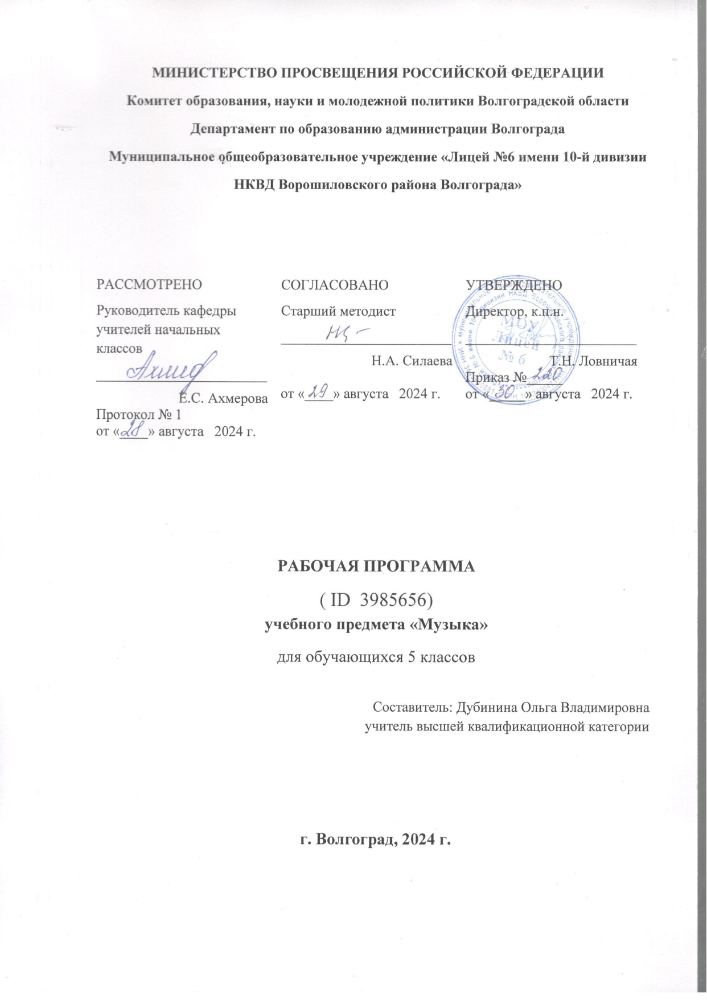 МИНИСТЕРСТВО ПРОСВЕЩЕНИЯ РОССИЙСКОЙ ФЕДЕРАЦИИ
Комитет образования, науки и молодежной политики Волгоградской области
Департамент по образованию администрации Волгограда
Муниципальное общеобразовательное учреждение «Лицей №6 имени 10-й дивизии
НКВД Ворошиловского района Волгограда»
РАССМОТРЕНО
Руководитель кафедры
учителей начальных
классов
Е.С. Ахмерова
Протокол № 1
от «28» августа 2024 г.
СОГЛАСОВАНО
Старший методист
Н.А. Силаева
от «29» августа 2024 г.
УТВЕРЖДЕНО
Директор, к.п.н.
Т.Н. Ловничая
Приказ № 220
от «30» августа 2024 г.
МОУ
Лицей
№ 6
РАБОЧАЯ ПРОГРАММА
( ID 3985656)
учебного предмета «Музыка»
для обучающихся 5 классов
Составитель: Дубинина Ольга Владимировна
учитель высшей квалификационной категории
г. Волгоград, 2024 г.